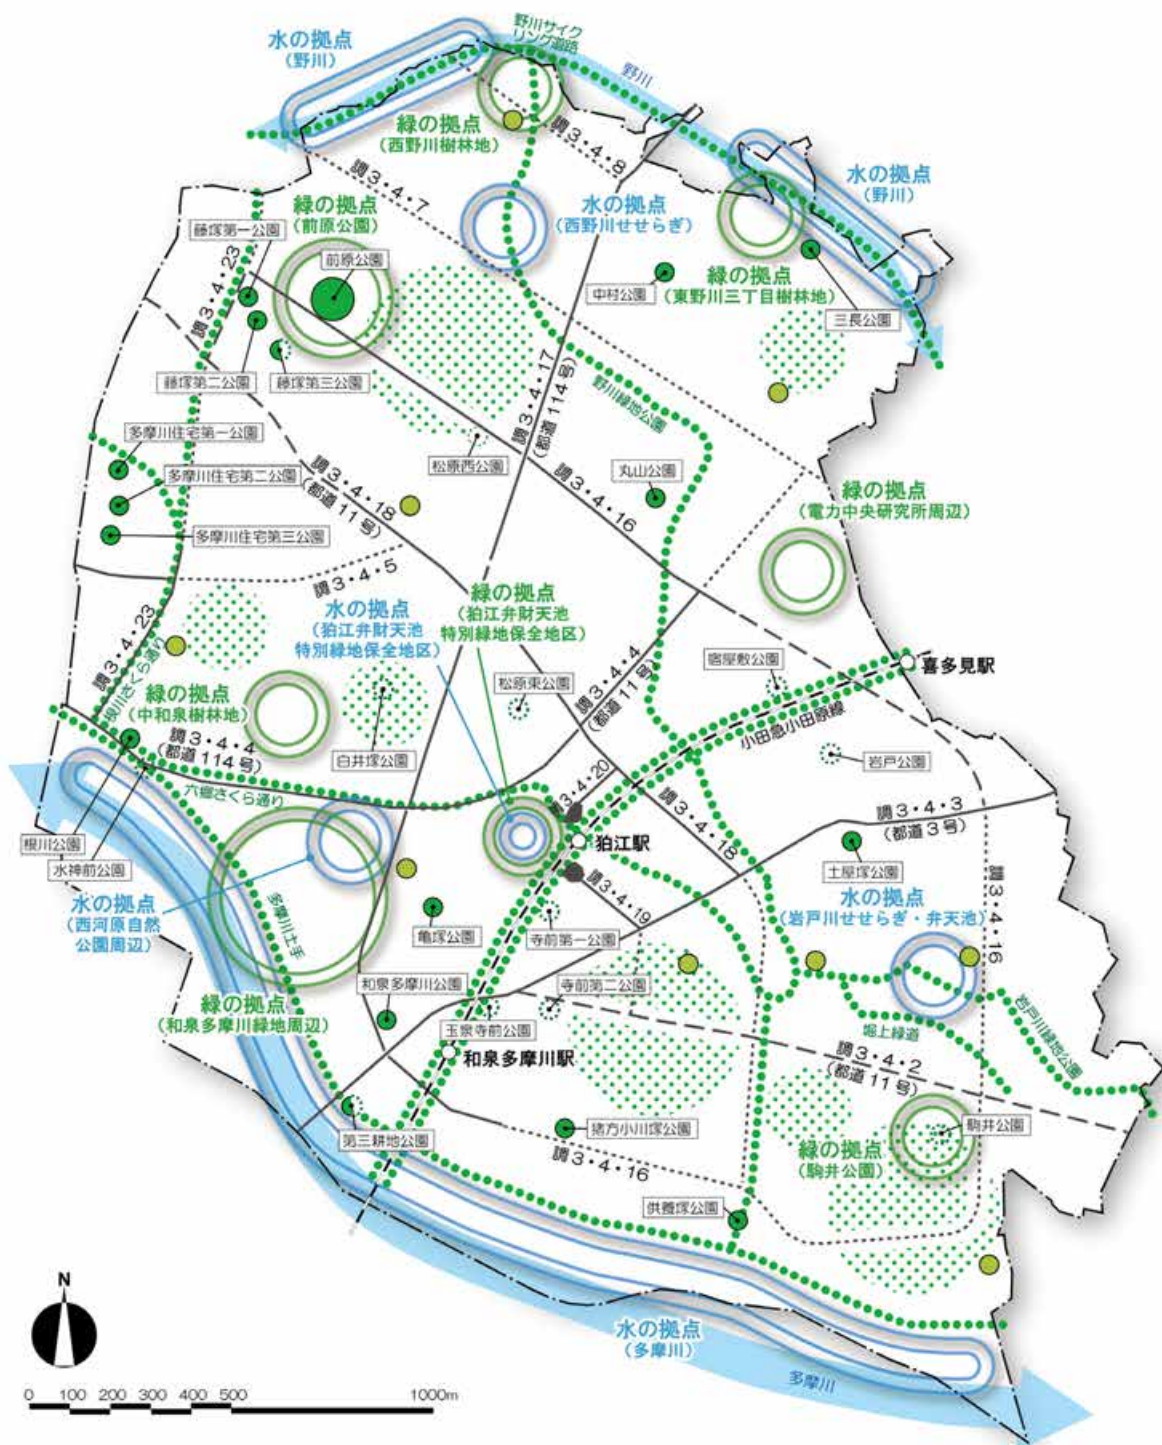 水の拠点
(野川)
野川サイク
リング道路
野川
緑の拠点
(西野川樹林地)
調3・4・8
水の拠点
(野川)
調3・4・7
緑の拠点
(前原公園)
水の拠点
(西野川せせらぎ)
藤塚第一公園
前原公園
緑の拠点
(東野川三丁目樹林地)
中村公園
三長公園
調3・4・23
藤塚第二公園
藤塚第三公園
調3・4・17
(都道114号)
野川緑地公園
多摩川住宅第一公園
松原西公園
多摩川住宅第二公園
丸山公園
調3・4・18
(都道11号)
調3・4・16
緑の拠点
(電力中央研究所周辺)
多摩川住宅第三公園
調3・4・5
水の拠点
(狛江弁財天池
特別緑地保全地区)
緑の拠点
(狛江弁財天池
特別緑地保全地区)
調3・4・23
根川さくら通り
宿屋敷公園
喜多見駅
松原東公園
調3・4・4
(都道11号)
緑の拠点
(中和泉樹林地)
小田急小田原線
調3・4・4
(都道114号)
白井塚公園
岩戸公園
六郷さくら通り
調3・4・20
調3・4・18
調3・4・3
(都道3号)
根川公園
水神前公園
狛江駅
土屋塚公園
水の拠点
(西河原自然
公園周辺)
多摩川土手
亀塚公園
調3・4・19
寺前第一公園
水の拠点
(岩戸川せせらぎ・弁天池)
調3・4・16
緑の拠点
(和泉多摩川緑地周辺)
和泉多摩川公園
寺前第二公園
玉泉寺前公園
堀上緑道
岩戸川緑地公園
和泉多摩川駅
調3・4・2
(都道11号)
第三耕地公園
猪方小川塚公園
駒井公園
緑の拠点
(駒井公園)
調3・4・16
供養塚公園
N
水の拠点
(多摩川)
多摩川
0 100 200 300 400 500 1000m